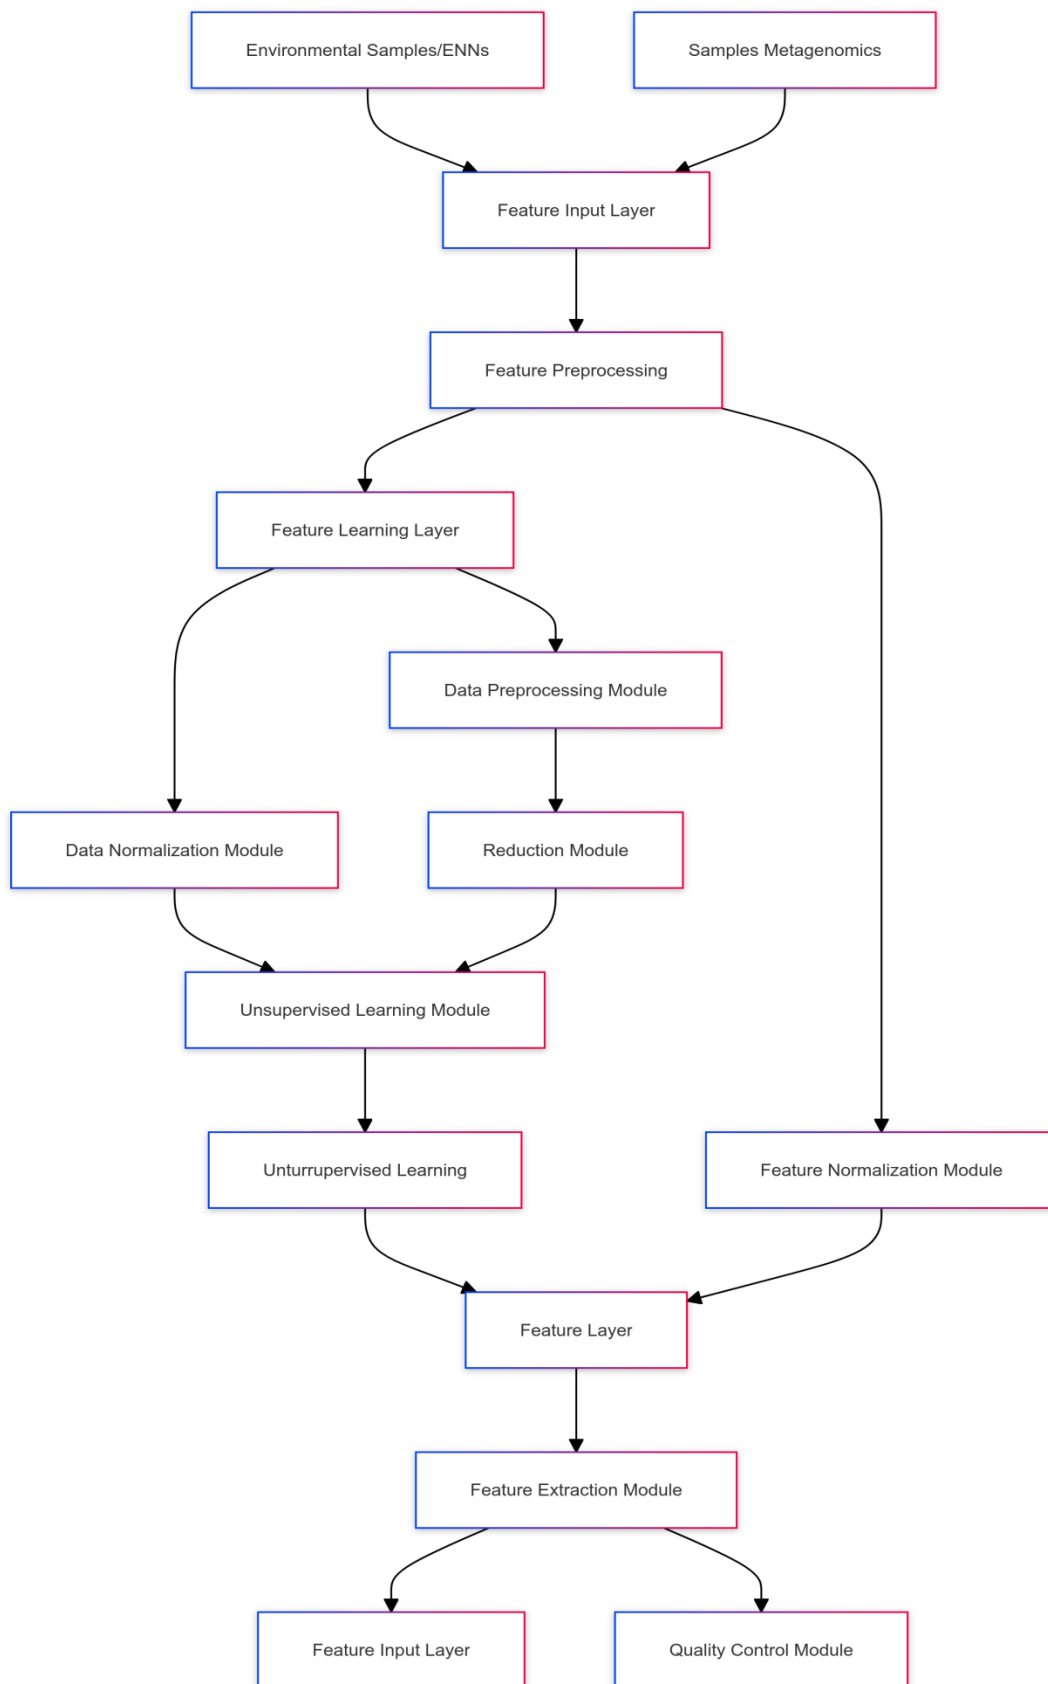 Environmental Samples/ENNs
Samples Metagenomics
Feature Input Layer
Feature Preprocessing
Feature Learning Layer
Data Preprocessing Module
Data Normalization Module
Reduction Module
Unsupervised Learning Module
Unturrupervised Learning
Feature Normalization Module
Feature Layer
Feature Extraction Module
Feature Input Layer
Quality Control Module